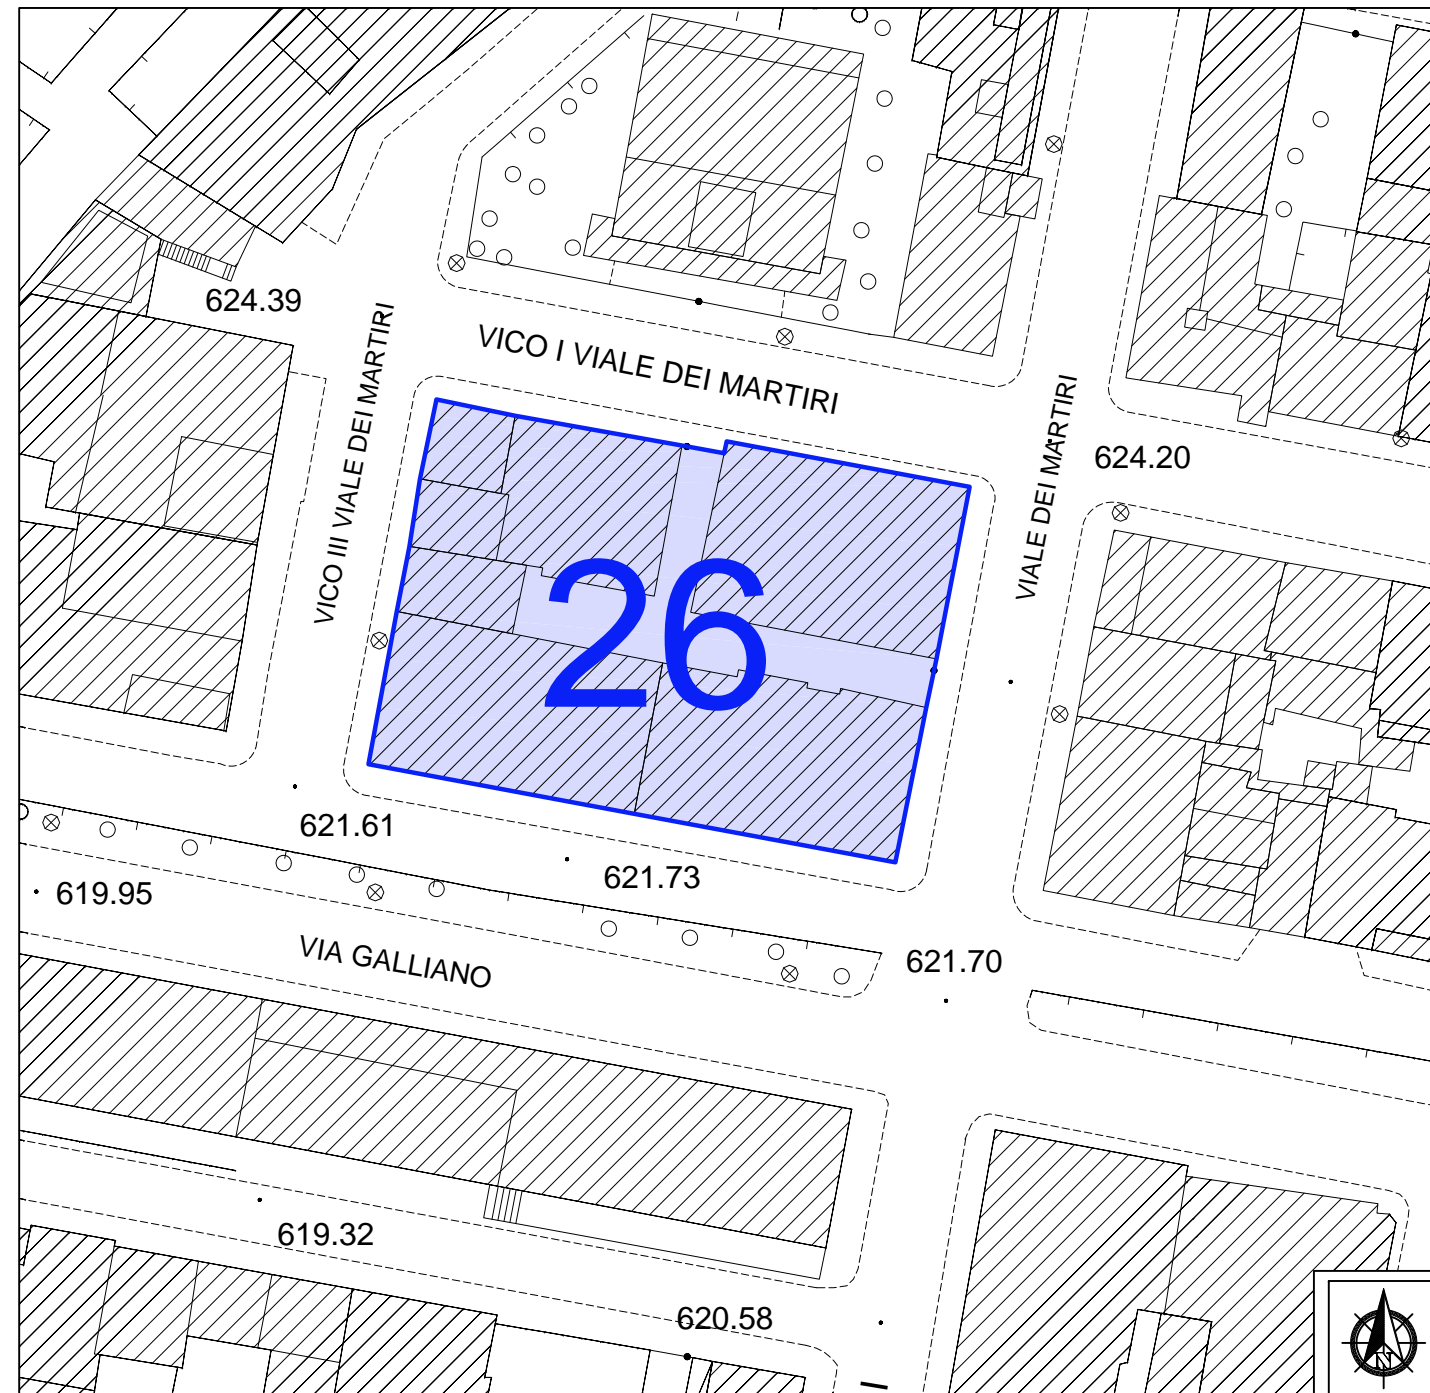 624.39
VICO I VIALE DEI MARTIRI
VICO III VIALE DEI MARTIRI
VIALE DEI MARTIRI
624.20
26
621.61
621.73
619.95
VIA GALLIANO
621.70
619.32
620.58
N